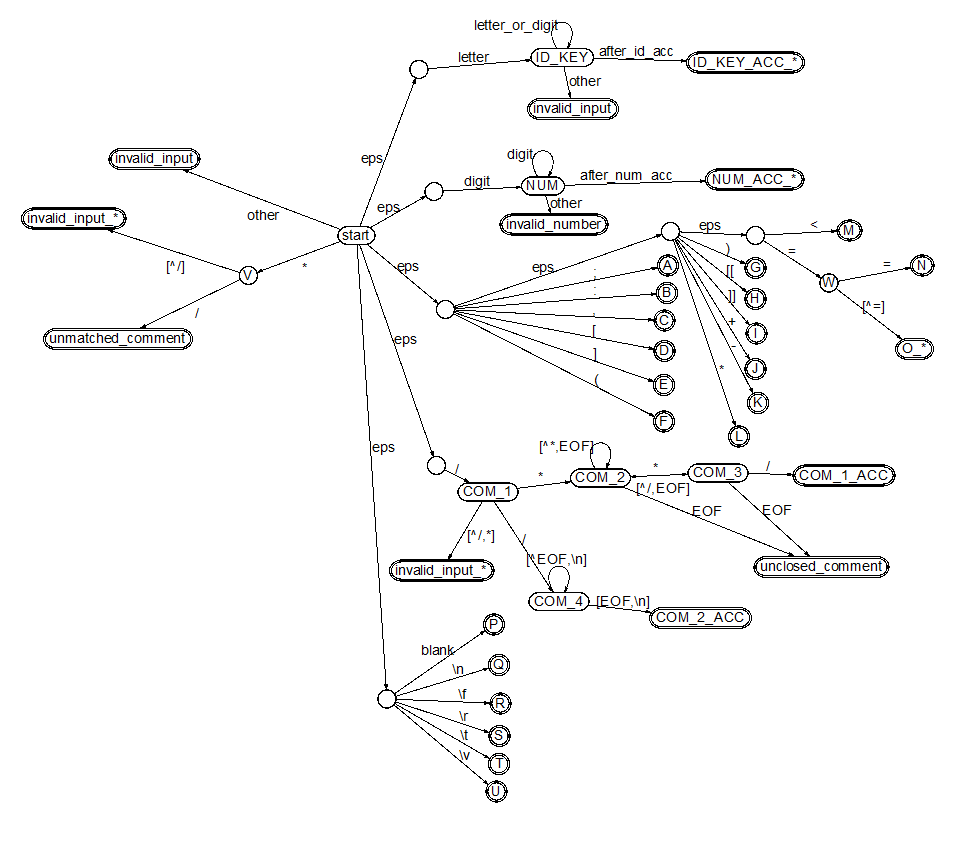 letter_or_digit
letter
ID_KEY
after_id_acc
ID_KEY_ACC_*
other
invalid_input
eps
invalid_input
digit
digit
NUM
after_num_acc
NUM_ACC_*
other
invalid_number
other
eps
start
invalid_input_*
[^/]
*
V
/
unmatched_comment
eps
eps
eps
<
M
)
=
=
N
[[
G
W
;
A
]]
H
[^=]
:
B
+
I
O_*
,
C
-
J
[
D
*
K
]
E
L
(
F
eps
/
COM_1
*
[^*,EOF]
COM_2
*
[^/,EOF]
COM_3
/
COM_1_ACC
EOF
EOF
[^/,*]
invalid_input_*
/
[^EOF,\n]
unclosed_comment
COM_4
[EOF,\n]
COM_2_ACC
eps
blank
P
\n
Q
\f
R
\r
S
\t
T
\v
U